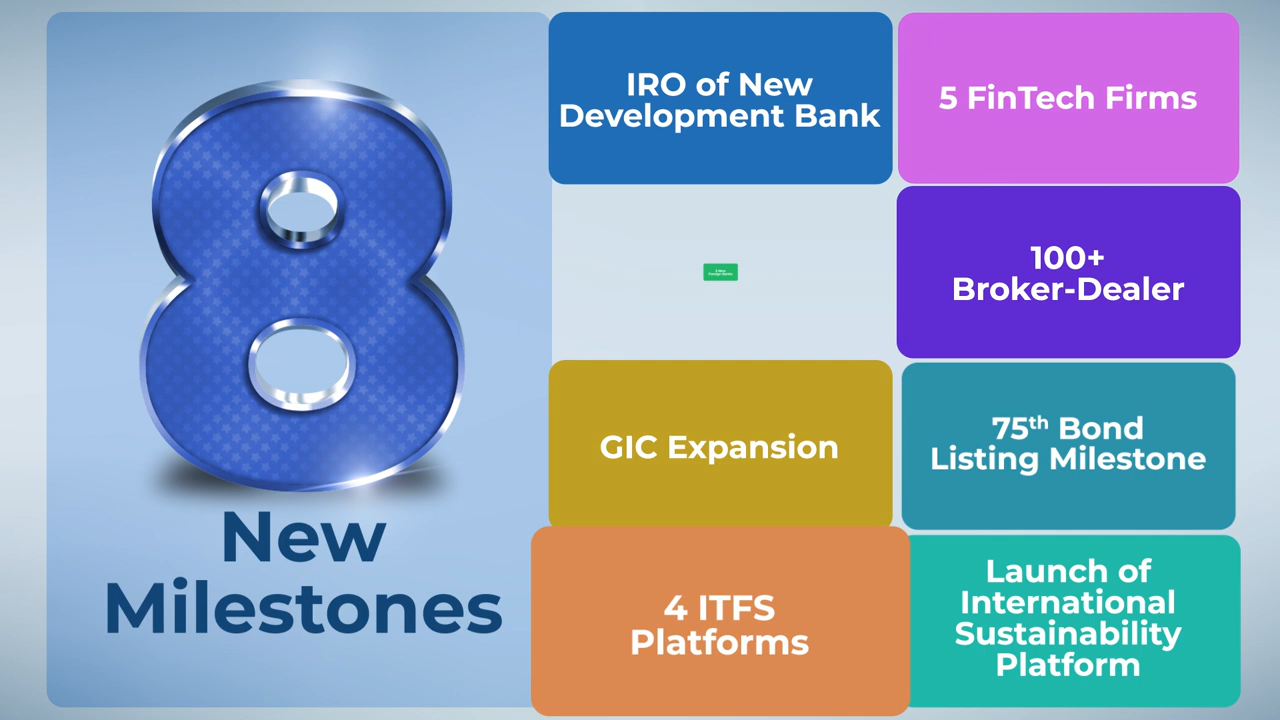 8
New
Milestones
IRO of New
Development Bank
5 FinTech Firms
100+
Broker-Dealer
GIC Expansion
75th Bond
Listing Milestone
4 ITFS
Platforms
Launch of
International
Sustainability
Platform